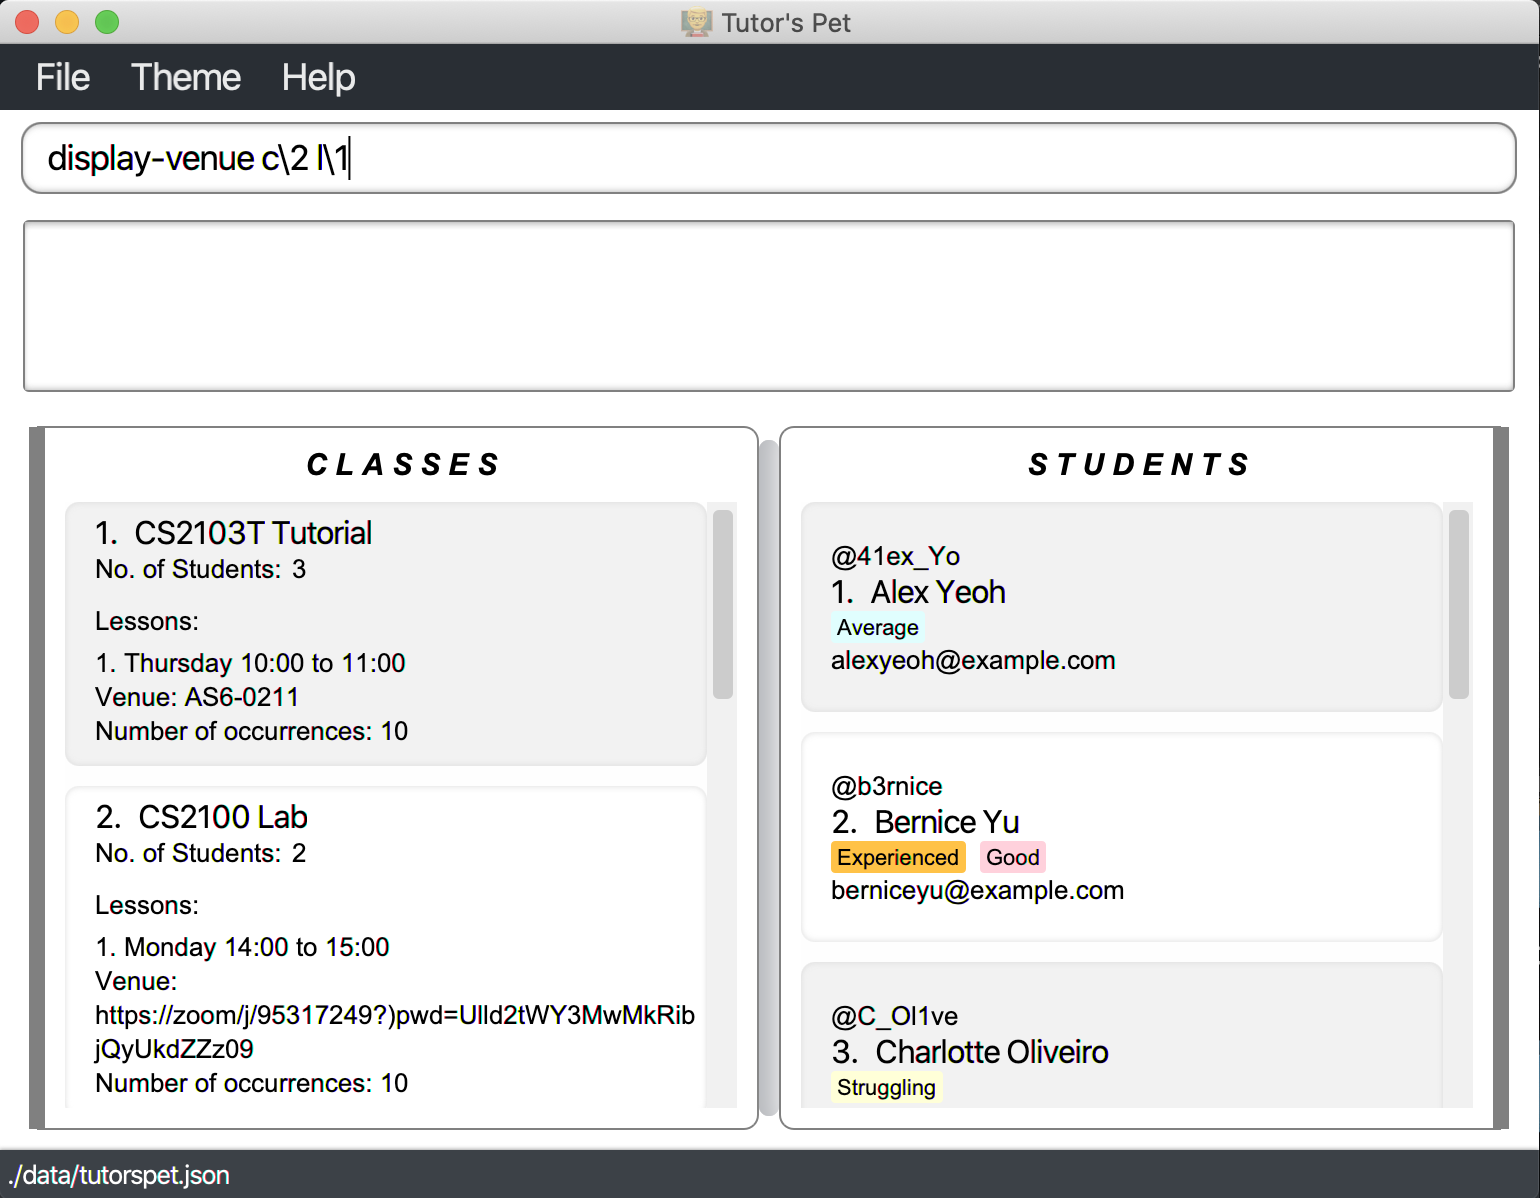 Tutor's Pet
File Theme Help
display-venue c\2 l\1
CLASSES
1. CS2103T Tutorial
No. of Students: 3
Lessons:
1. Thursday 10:00 to 11:00
Venue: AS6-0211
Number of occurrences: 10
2. CS2100 Lab
No. of Students: 2
Lessons:
1. Monday 14:00 to 15:00
Venue:
https://zoom/j/95317249?)pwd=Ulld2tWY3MwMkRib
jQyUkdZZz09
Number of occurrences: 10
STUDENTS
@41ex_Yo
1. Alex Yeoh
Average
alexyeoh@example.com
@b3rnice
2. Bernice Yu
Experienced Good
berniceyu@example.com
@C_Ol1ve
3. Charlotte Oliveiro
Struggling
./data/tutorspet.json